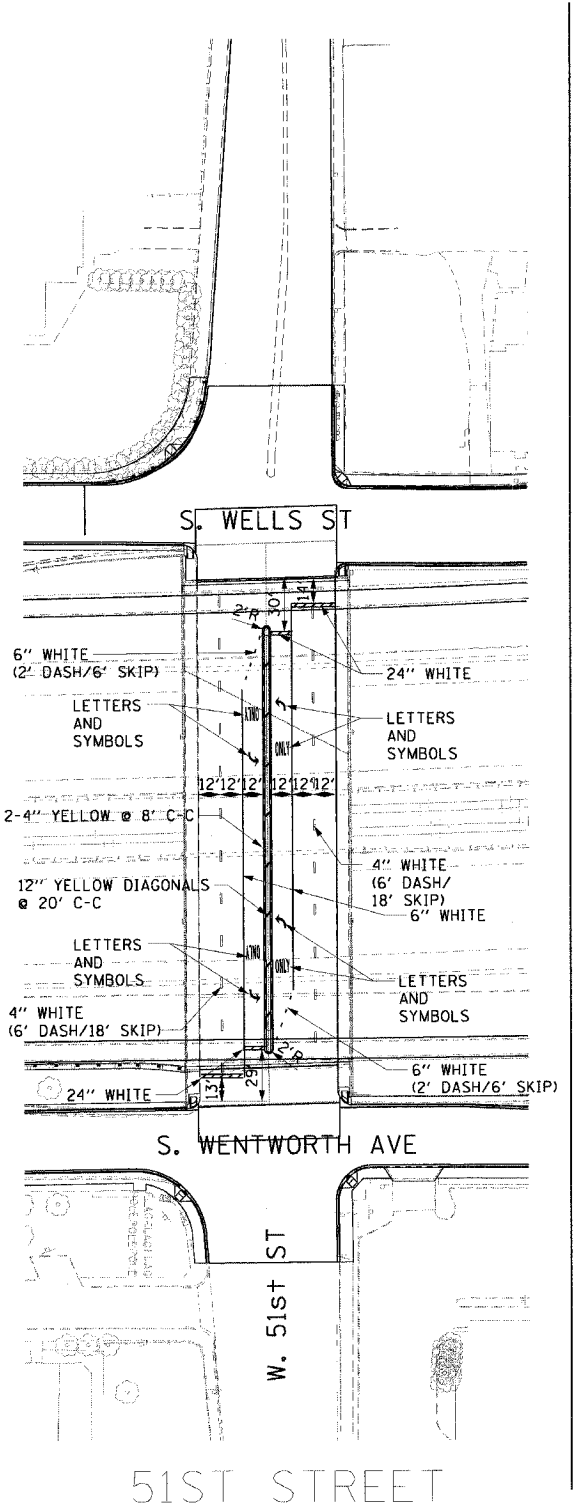 S. WELLS ST
30'
14'
2'R
6" WHITE
(2' DASH/6' SKIP)
24" WHITE
LETTERS
AND
SYMBOLS
ONLY
LETTERS
AND
SYMBOLS
ONLY
12' 12' 12' 12' 12' 12'
2-4" YELLOW @ 8' C-C
4" WHITE
(6' DASH/
18' SKIP)
12" YELLOW DIAGONALS
@ 20' C-C
6" WHITE
LETTERS
AND
SYMBOLS
ONLY
ONLY
LETTERS
AND
SYMBOLS
4" WHITE
(6' DASH/18' SKIP)
2'R
6" WHITE
(2' DASH/6' SKIP)
24" WHITE
13'
29'
S. WENTWORTH AVE
W. 51st ST
51ST STREET